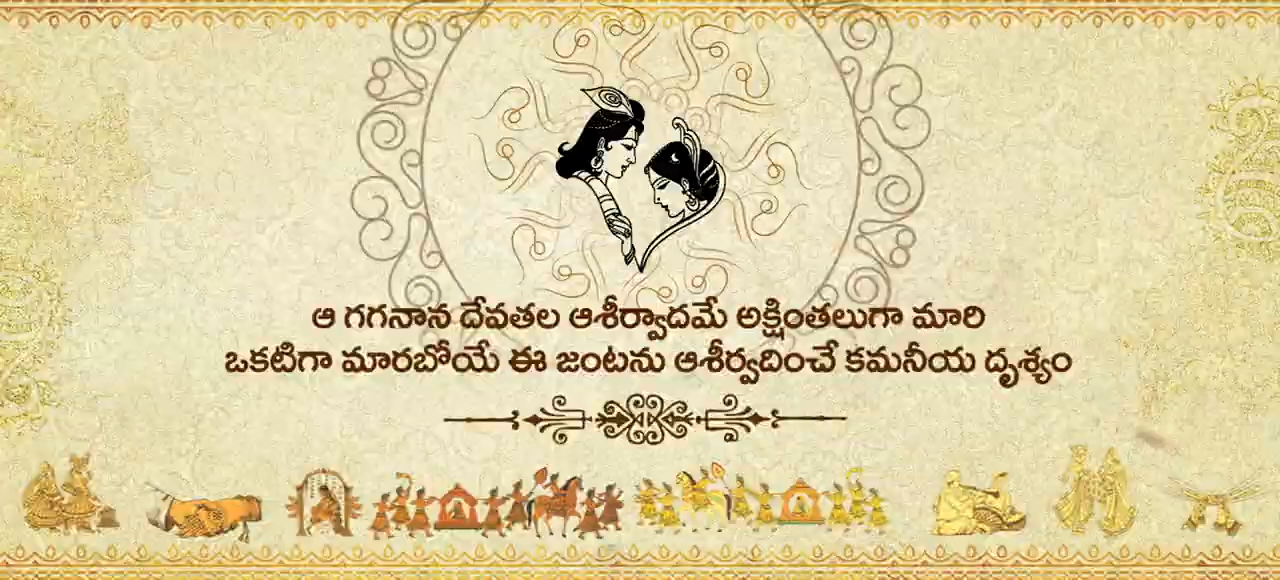 ఆ గగనాన దేవతల ఆశీర్వాదమే అక్షింతలుగా మారి
ఒకటిగా మారబోయే ఈ జంటను ఆశీర్వదించే కమనీయ దృశ్యం